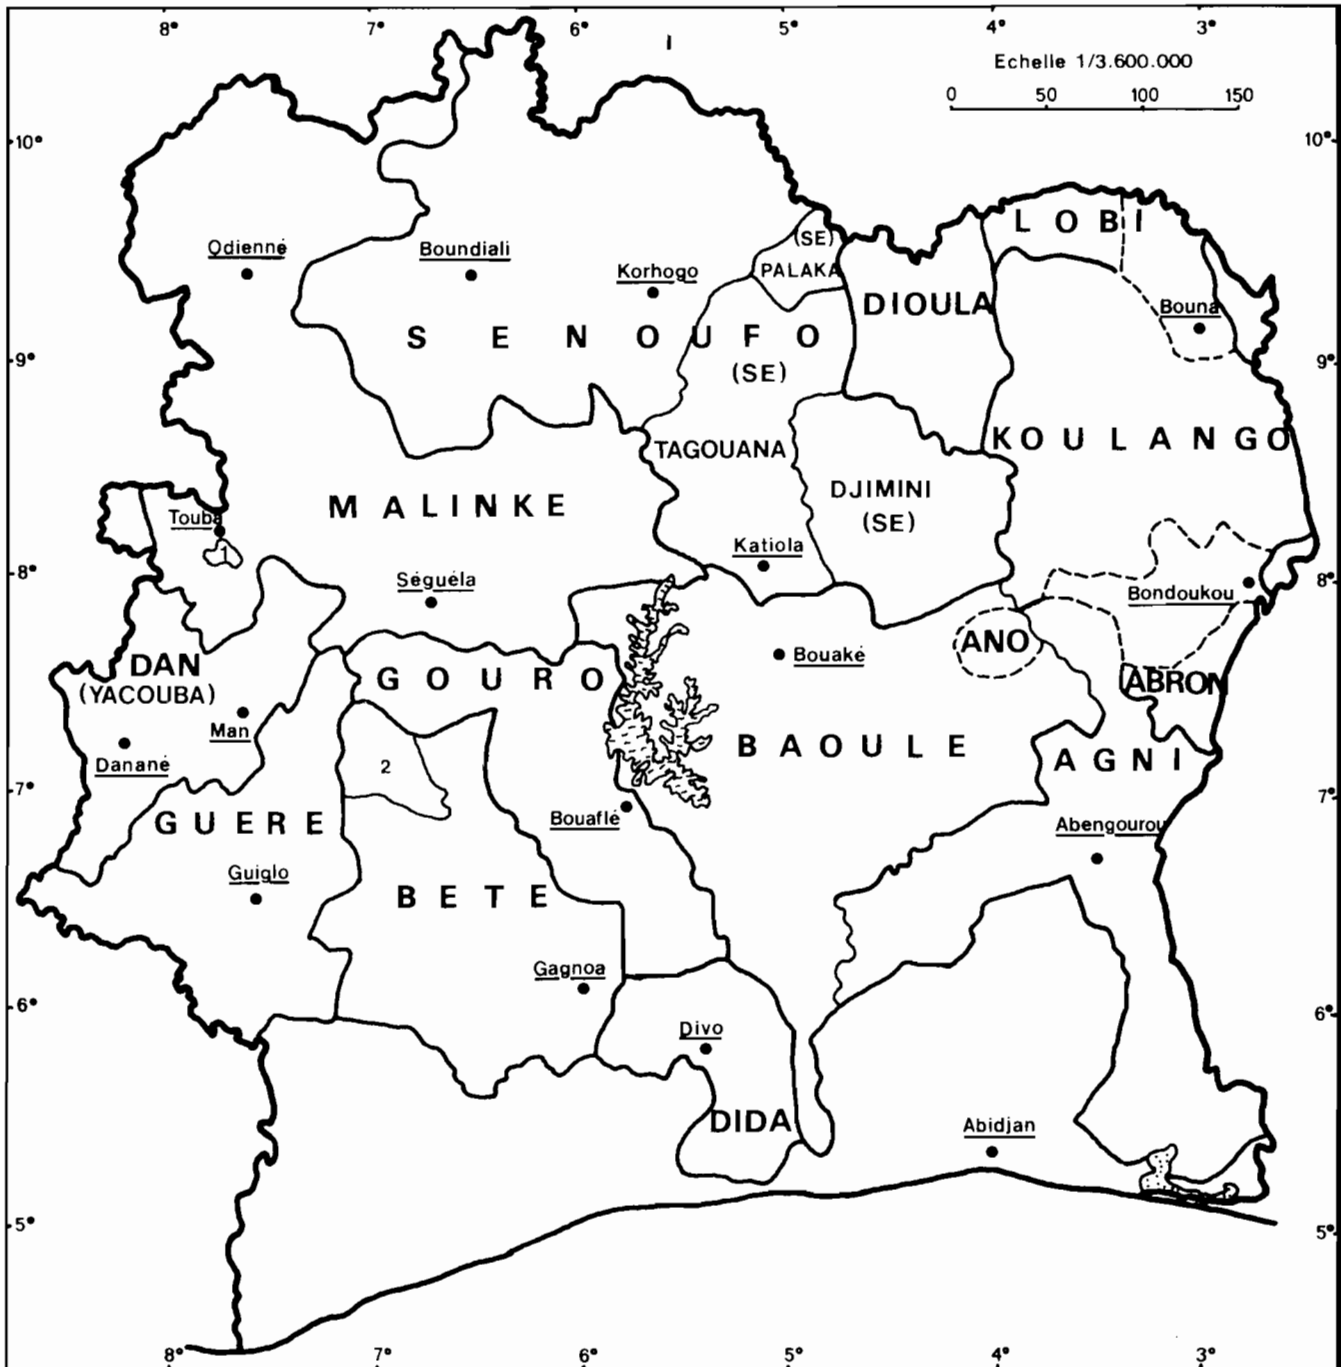 8° 7° 6° I 5° 4° 3°
Echelle 1/3.600.000
0 50 100 150
10° 10°
LOBI
(SE)
Odienné Boundiali
Korhogo PALAKA
DIOULA
Bouna
SENOUFO
9° 9°
(SE)
KOULANGO
TAGOUANA
DJIMINI
(SE)
MALINKE
Touba
1
Katiola
8° 8°
Séguéla
Bondoukou
ANO
Bouaké
DAN
(YACOUBA)
GOURO
ABRON
Man
BAOULE
AGNI
Danané
2
7° 7°
GUERE
Bouaflé
Abengourou
Guiglo
BETE
Gagnoa
6° 6°
Divo
DIDA
Abidjan
5° 5°
8° 7° 6° 5° 4° 3°